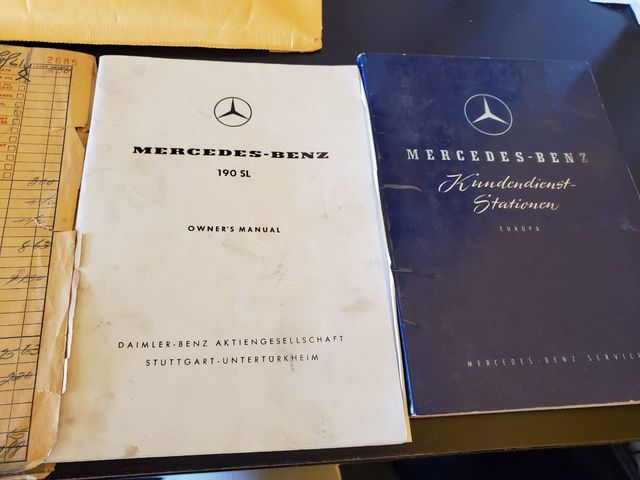 2685
MERCEDES-BENZ
190 SL
OWNER'S MANUAL
DAIMLER-BENZ AKTIENGESELLSCHAFT
STUTTGART-UNTERTÜRKHEIM
MERCEDES-BENZ
Kundendienst-
Stationen
EUROPA
MERCEDES-BENZ SERVICE